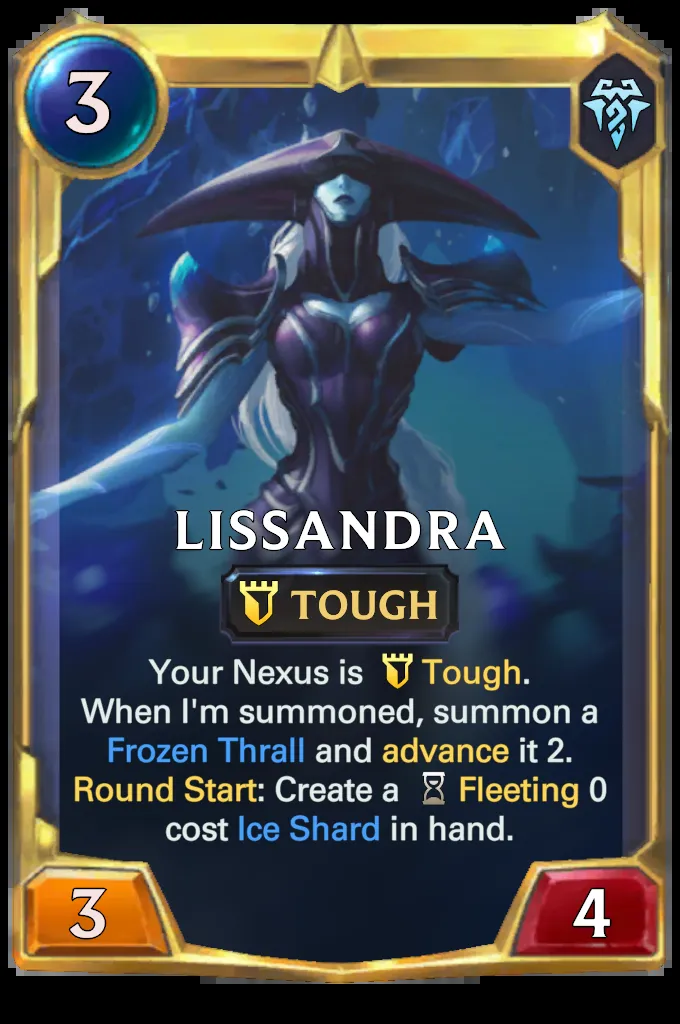 3
LISSANDRA
TOUGH
Your Nexus is Tough.
When I'm summoned, summon a
Frozen Thrall and advance it 2.
Round Start: Create a Fleeting 0
cost Ice Shard in hand.
3 4